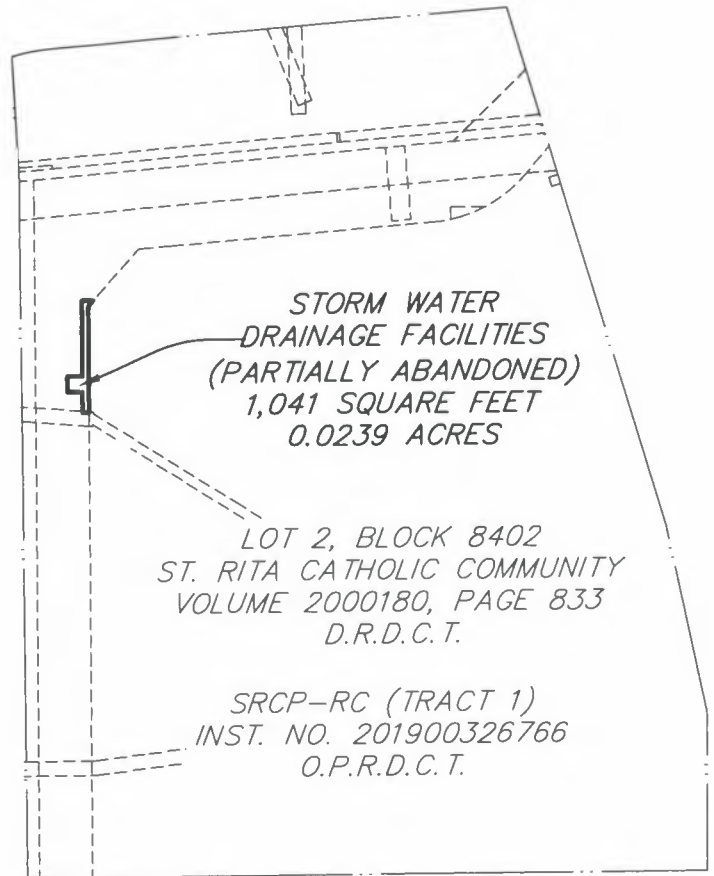 STORM WATER
DRAINAGE FACILITIES
(PARTIALLY ABANDONED)
1,041 SQUARE FEET
0.0239 ACRES
LOT 2, BLOCK 8402
ST. RITA CATHOLIC COMMUNITY
VOLUME 2000180, PAGE 833
D.R.D.C.T.
SRCP-RC (TRACT 1)
INST. NO. 201900326766
O.P.R.D.C.T.